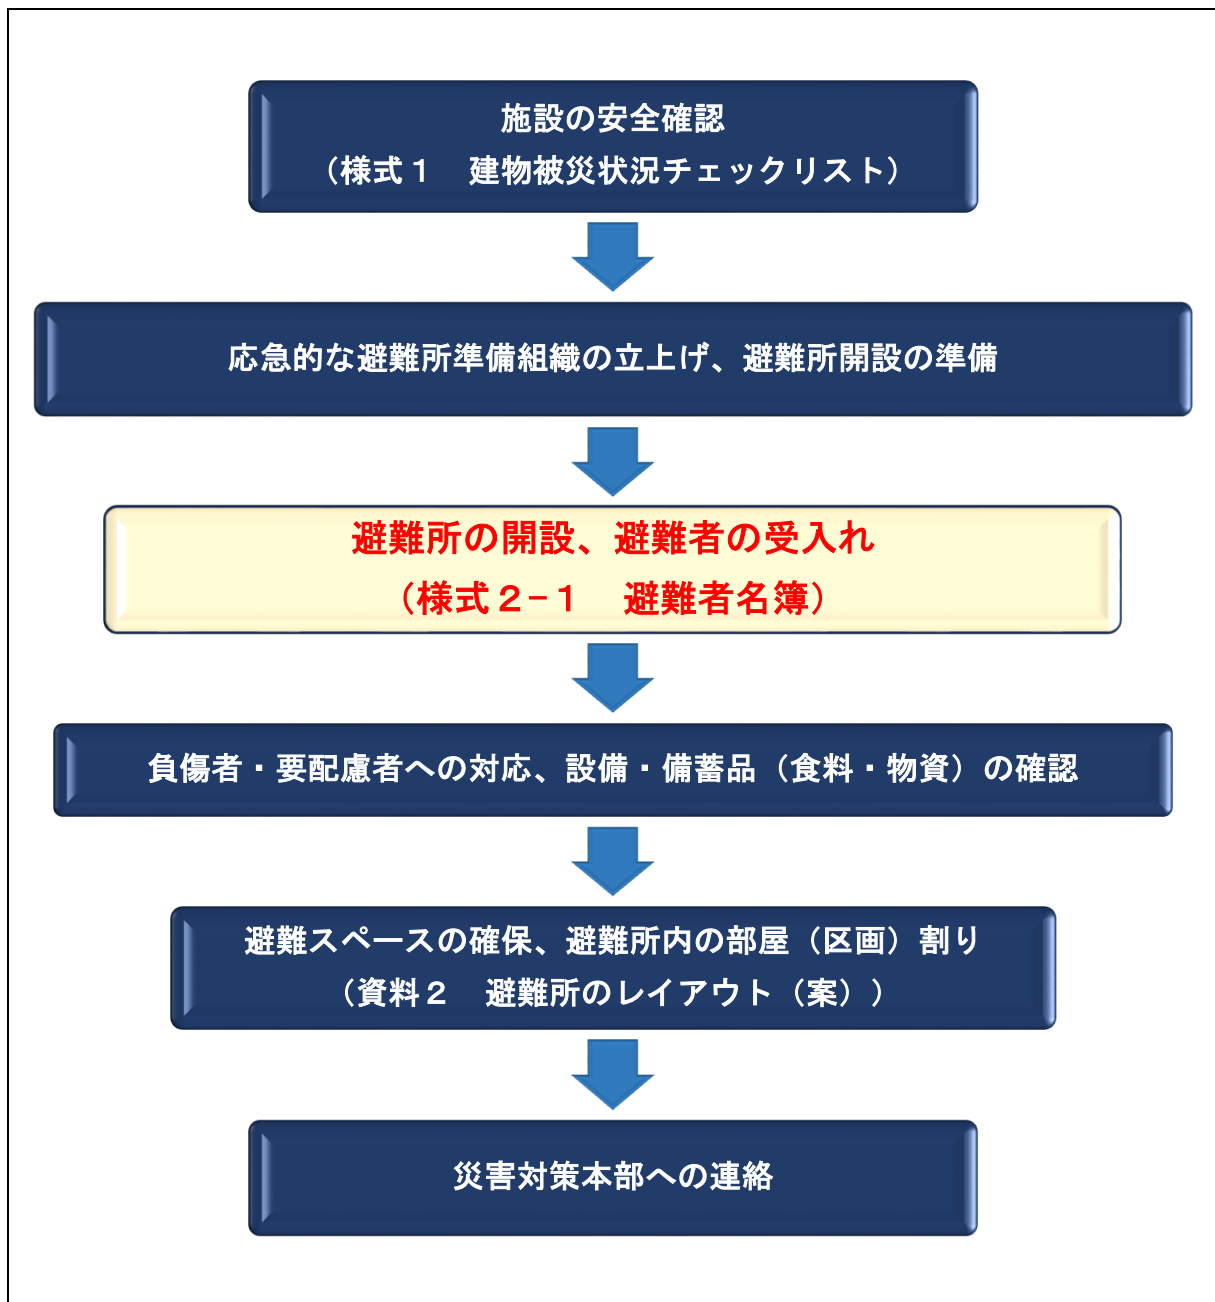 施設の安全確認
（様式１　建物被災状況チェックリスト）
応急的な避難所準備組織の立上げ、避難所開設の準備
避難所の開設、避難者の受入れ
（様式２−１　避難者名簿）
負傷者・要配慮者への対応、設備・備蓄品（食料・物資）の確認
避難スペースの確保、避難所内の部屋（区画）割り
（資料２　避難所のレイアウト（案））
災害対策本部への連絡